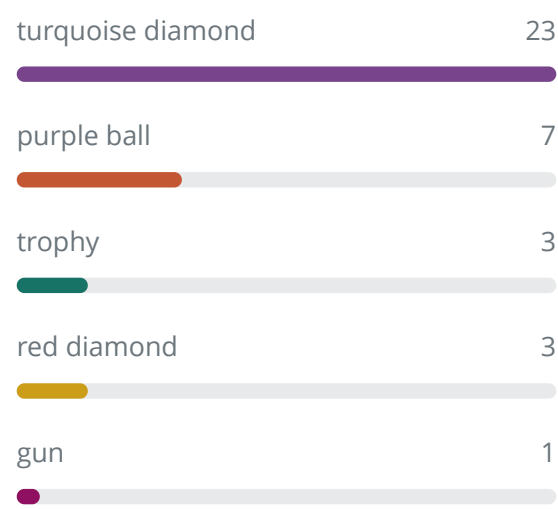 turquoise diamond 23
purple ball 7
trophy 3
red diamond 3
gun 1